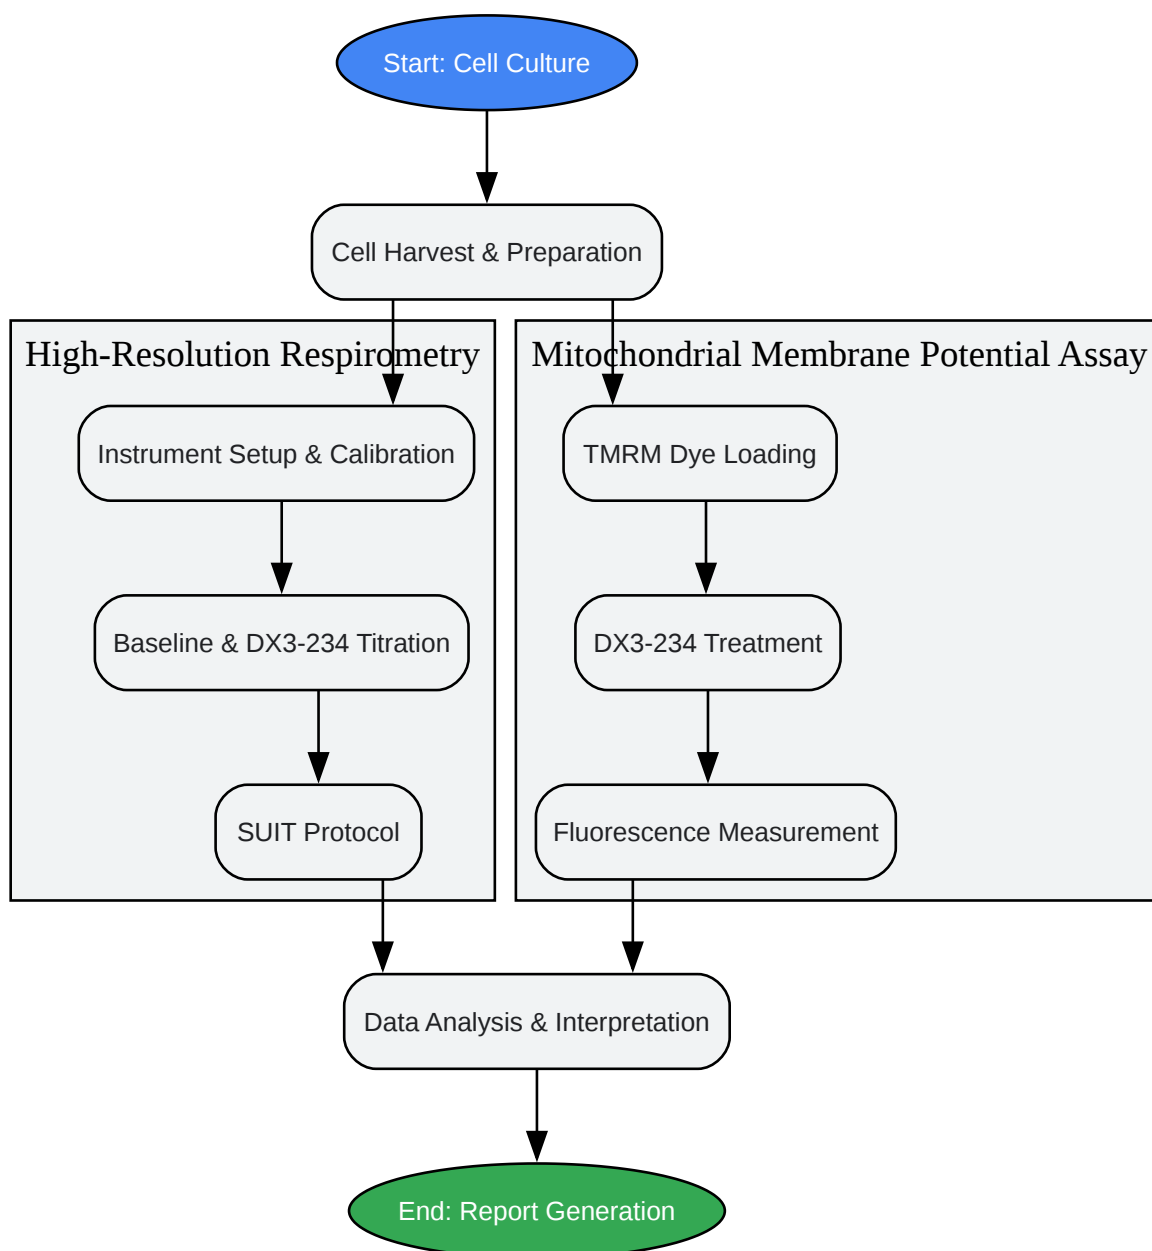 Start: Cell Culture
Cell Harvest & Preparation
High-Resolution Respirometry
Instrument Setup & Calibration
Baseline & DX3-234 Titration
SUIT Protocol
Mitochondrial Membrane Potential Assay
TMRM Dye Loading
DX3-234 Treatment
Fluorescence Measurement
Data Analysis & Interpretation
End: Report Generation